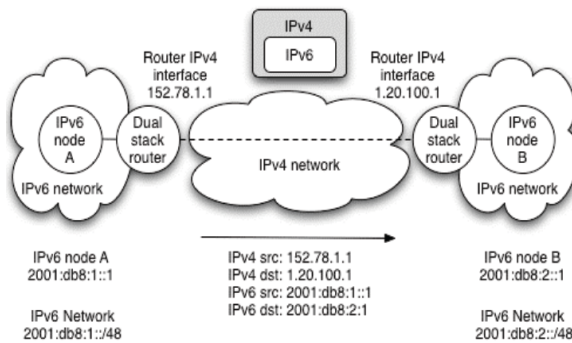 IPv4
IPv6
Router IPv4
interface
152.78.1.1
Router IPv4
interface
1.20.100.1
IPv6
node
A
Dual
stack
router
IPv4 network
Dual
stack
router
IPv6
node
B
IPv6 network
IPv6 network
IPv6 node A
2001:db8:1::1
IPv4 src: 152.78.1.1
IPv4 dst: 1.20.100.1
IPv6 src: 2001:db8:1::1
IPv6 dst: 2001:db8:2:1
IPv6 node B
2001:db8:2::1
IPv6 Network
2001:db8:1::/48
IPv6 Network
2001:db8:2::/48